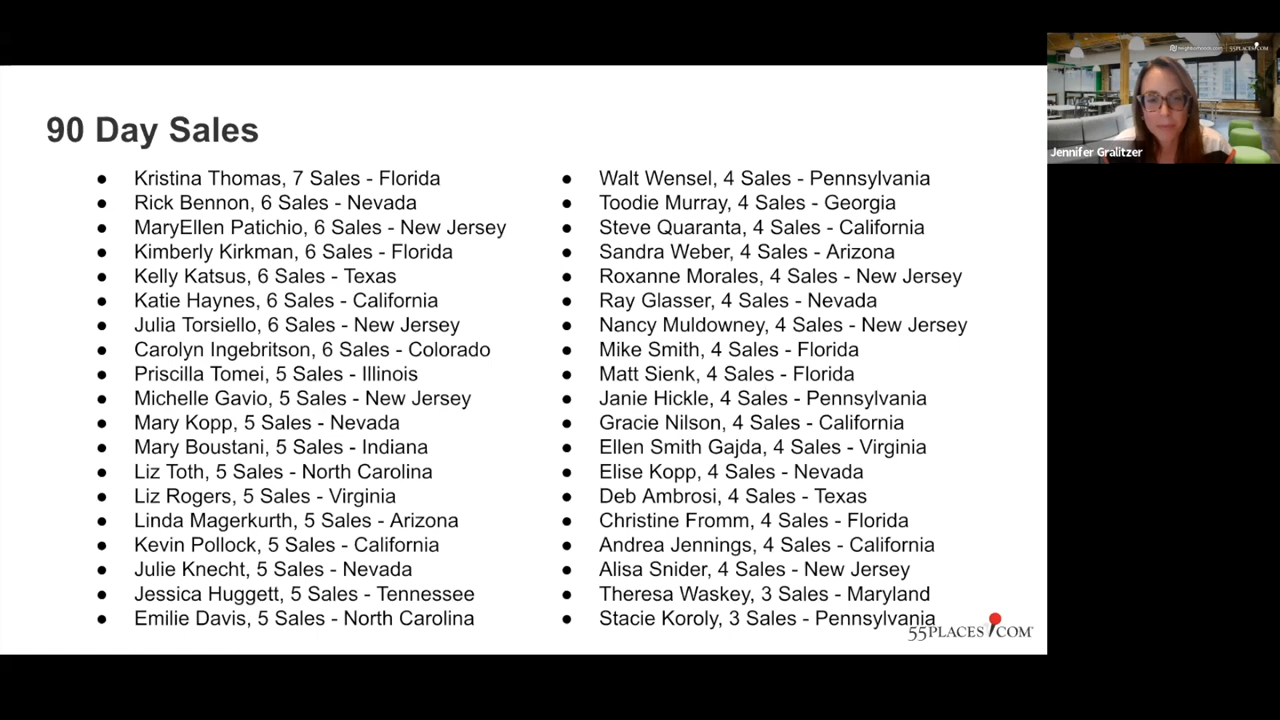 90 Day Sales
Kristina Thomas, 7 Sales - Florida
Rick Bennon, 6 Sales - Nevada
MaryEllen Patichio, 6 Sales - New Jersey
Kimberly Kirkman, 6 Sales - Florida
Kelly Katsus, 6 Sales - Texas
Katie Haynes, 6 Sales - California
Julia Torsiello, 6 Sales - New Jersey
Carolyn Ingebritson, 6 Sales - Colorado
Priscilla Tomei, 5 Sales - Illinois
Michelle Gavio, 5 Sales - New Jersey
Mary Kopp, 5 Sales - Nevada
Mary Boustani, 5 Sales - Indiana
Liz Toth, 5 Sales - North Carolina
Liz Rogers, 5 Sales - Virginia
Linda Magerkurth, 5 Sales - Arizona
Kevin Pollock, 5 Sales - California
Julie Knecht, 5 Sales - Nevada
Jessica Huggett, 5 Sales - Tennessee
Emilie Davis, 5 Sales - North Carolina
Walt Wensel, 4 Sales - Pennsylvania
Toodie Murray, 4 Sales - Georgia
Steve Quaranta, 4 Sales - California
Sandra Weber, 4 Sales - Arizona
Roxanne Morales, 4 Sales - New Jersey
Ray Glasser, 4 Sales - Nevada
Nancy Muldowney, 4 Sales - New Jersey
Mike Smith, 4 Sales - Florida
Matt Sienk, 4 Sales - Florida
Janie Hickle, 4 Sales - Pennsylvania
Gracie Nilson, 4 Sales - California
Ellen Smith Gajda, 4 Sales - Virginia
Elise Kopp, 4 Sales - Nevada
Deb Ambrosi, 4 Sales - Texas
Christine Fromm, 4 Sales - Florida
Andrea Jennings, 4 Sales - California
Alisa Snider, 4 Sales - New Jersey
Theresa Waskey, 3 Sales - Maryland
Stacie Koroly, 3 Sales - Pennsylvania
55PLACES COM
neighborhoods.com 55PLACES COM
Jennifer Gralitzer